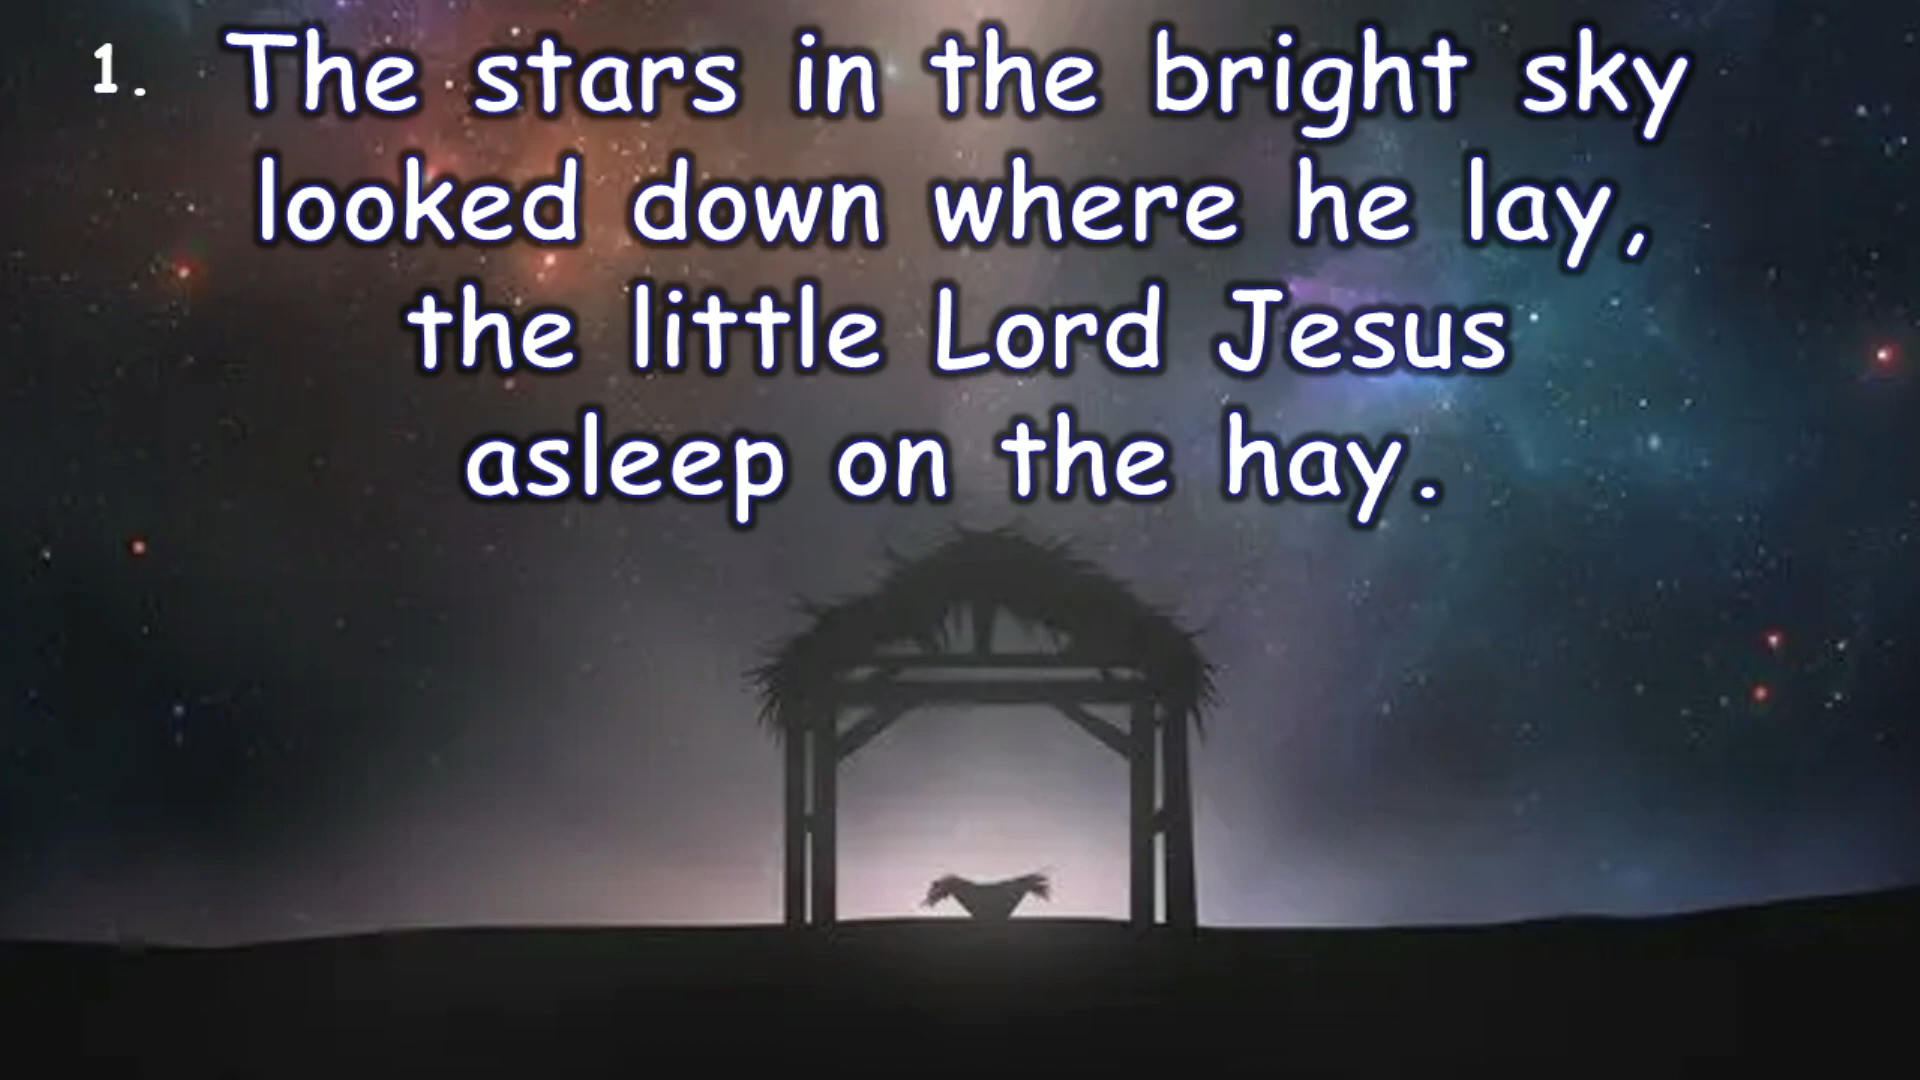 1. The stars in the bright sky
looked down where he lay,
the little Lord Jesus
asleep on the hay.